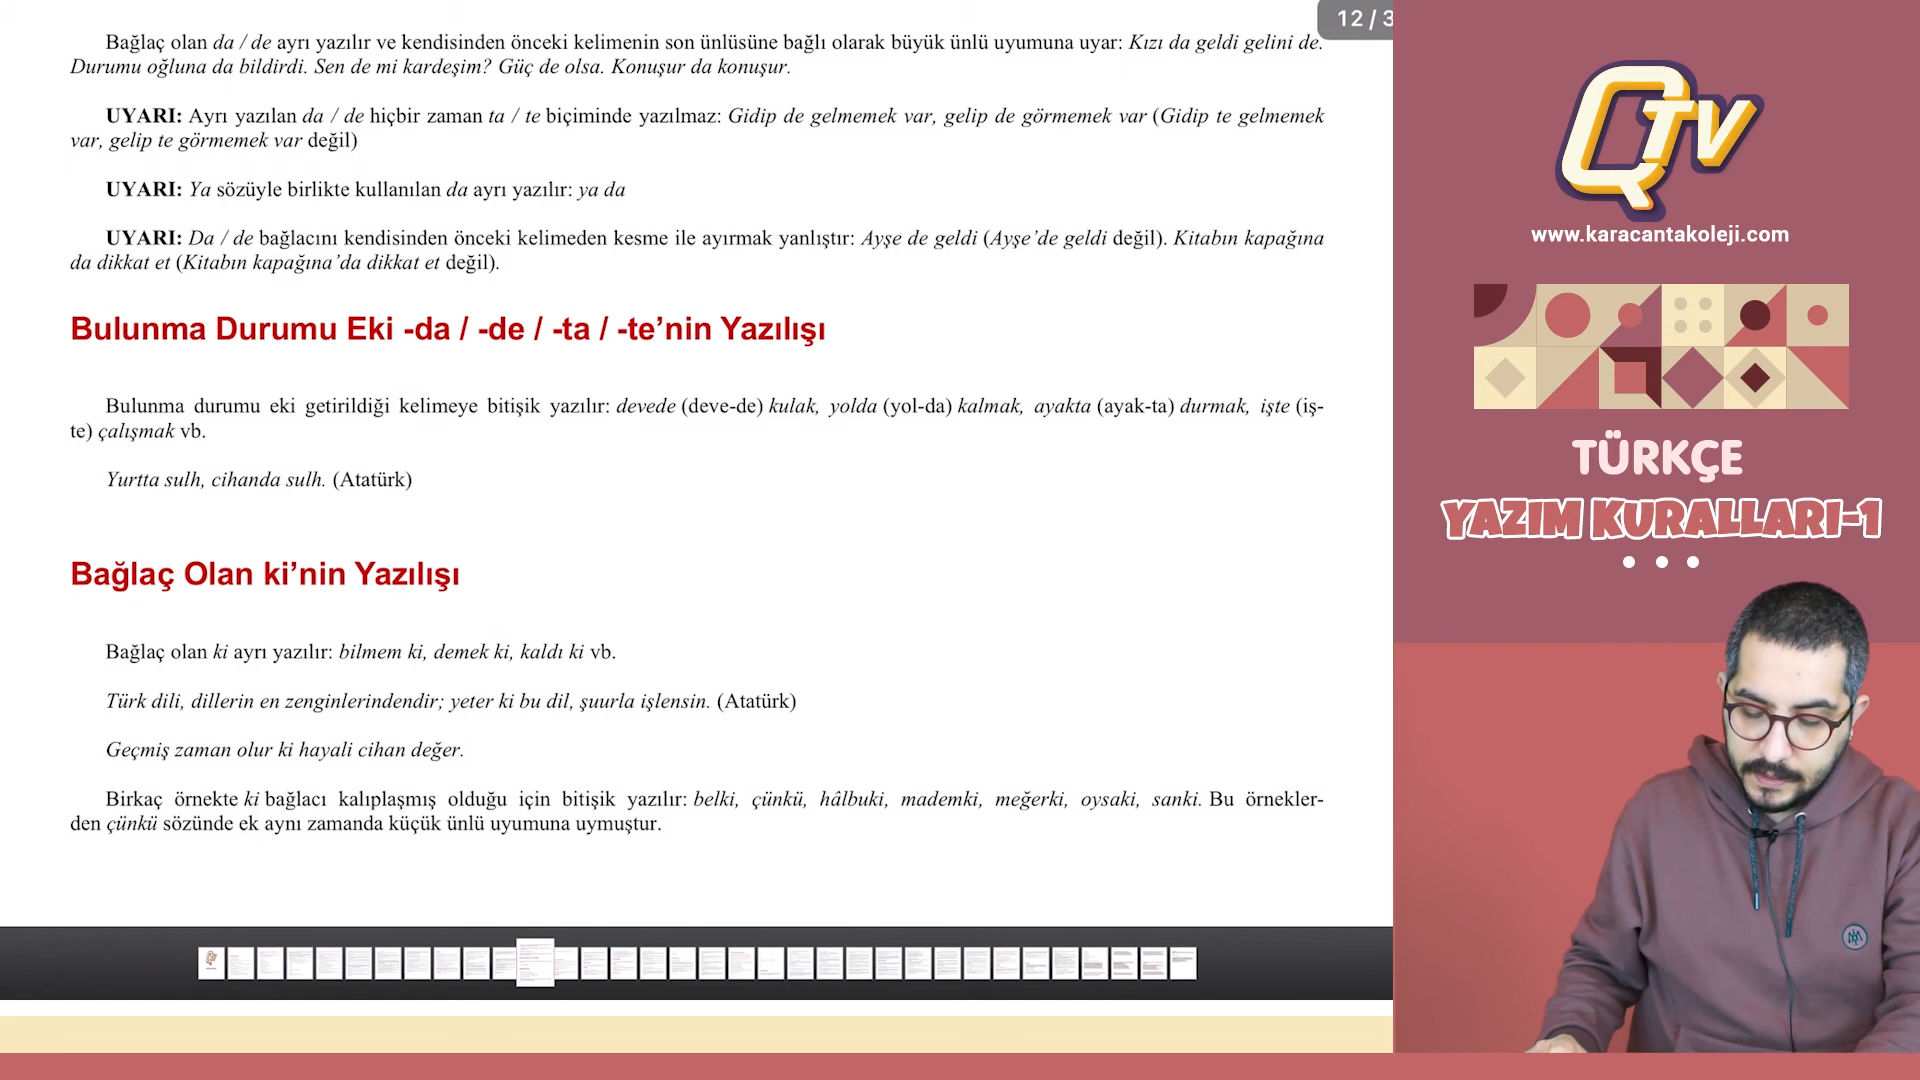 12 / 3
Bağlaç olan da / de ayrı yazılır ve kendisinden önceki kelimenin son ünlüsüne bağlı olarak büyük ünlü uyumuna uyar: Kızı da geldi gelini de.
Durumu oğluna da bildirdi. Sen de mi kardeşim? Güç de olsa. Konuşur da konuşur.
UYARI: Ayrı yazılan da / de hiçbir zaman ta / te biçiminde yazılmaz: Gidip de gelmemek var, gelip de görmemek var (Gidip te gelmemek
var, gelip te görmemek var değil)
UYARI: Ya sözüyle birlikte kullanılan da ayrı yazılır: ya da
UYARI: Da / de bağlacını kendisinden önceki kelimeden kesme ile ayırmak yanlıştır: Ayşe de geldi (Ayşe’de geldi değil). Kitabın kapağına
da dikkat et (Kitabın kapağına’da dikkat et değil).
Bulunma Durumu Eki -da / -de / -ta / -te’nin Yazılışı
Bulunma durumu eki getirildiği kelimeye bitişik yazılır: devede (deve-de) kulak, yolda (yol-da) kalmak, ayakta (ayak-ta) durmak, işte (iş-
te) çalışmak vb.
Yurtta sulh, cihanda sulh. (Atatürk)
Bağlaç Olan ki’nin Yazılışı
Bağlaç olan ki ayrı yazılır: bilmem ki, demek ki, kaldı ki vb.
Türk dili, dillerin en zenginlerindendir; yeter ki bu dil, şuurla işlensin. (Atatürk)
Geçmiş zaman olur ki hayali cihan değer.
Birkaç örnekte ki bağlacı kalıplaşmış olduğu için bitişik yazılır: belki, çünkü, hâlbuki, mademki, meğerki, oysaki, sanki. Bu örnekler-
den çünkü sözünde ek aynı zamanda küçük ünlü uyumuna uymuştur.
QTV
www.karacantakoleji.com
TÜRKÇE
YAZIM KURALLARI-1